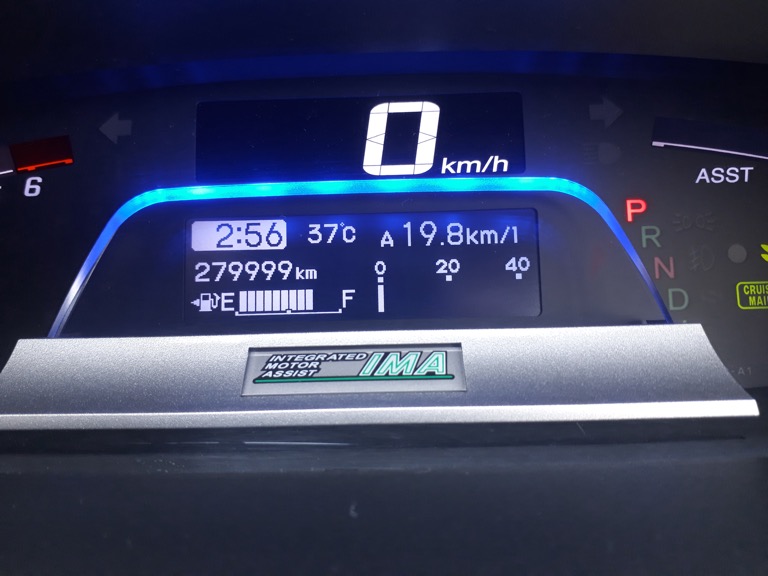 0 km/h
6
ASST
2:56 37°C A 19.8km/l
279999km
0 20 40
E F
P
R
N
D
CRUISE
MAIN
INTEGRATED
MOTOR
ASSIST
IMA